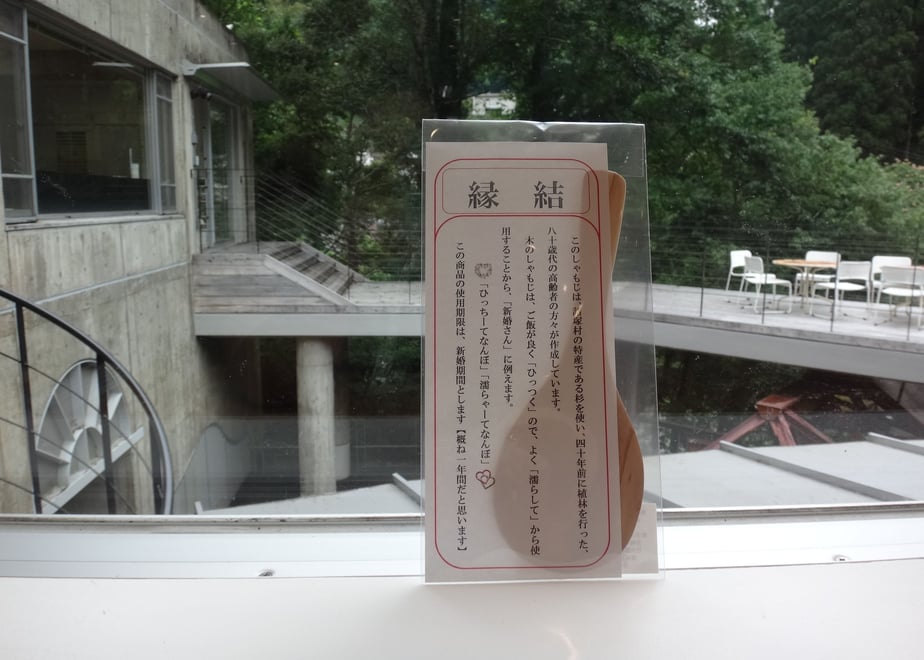 縁 結
このしゃもじは、塚村の特産である杉を使い、四十年前に植林を行った、
八十歳代の高齢者の方々が作成しています。
木のしゃもじは、ご飯が良く「ひっつく」ので、よく「濡らして」から使
用することから、「新婚さん」に例えます。
「ひっちーてなんぼ」「濡らゃーてなんぼ」
この商品の使用期限は、新婚期間とします【概ね一年間だと思います】